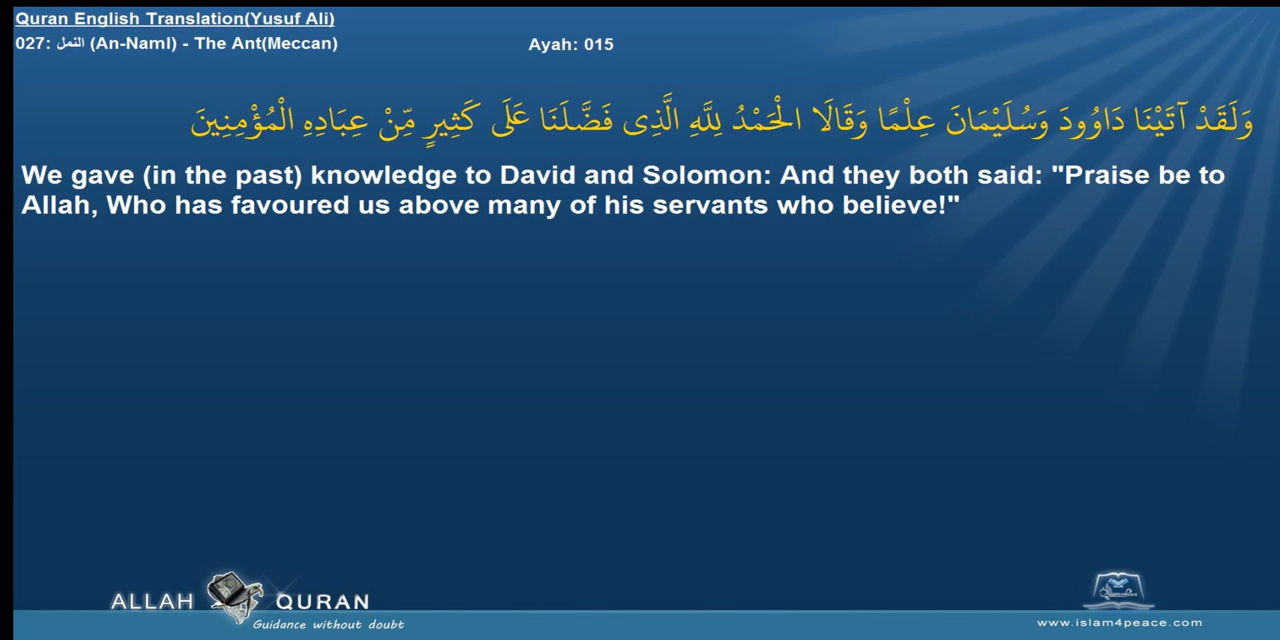 Quran English Translation(Yusuf Ali)
027: النمل (An-Naml) - The Ant(Meccan)
Ayah: 015
وَلَقَدْ آتَيْنَا دَاوُودَ وَسُلَيْمَانَ عِلْمًا وَقَالَا الْحَمْدُ لِلَّهِ الَّذِى فَضَّلَنَا عَلَى كَثِيرٍ مِّنْ عِبَادِهِ الْمُؤْمِنِينَ
We gave (in the past) knowledge to David and Solomon: And they both said: "Praise be to
Allah, Who has favoured us above many of his servants who believe!"
ALLAH QURAN
Guidance without doubt
www.islam4peace.com